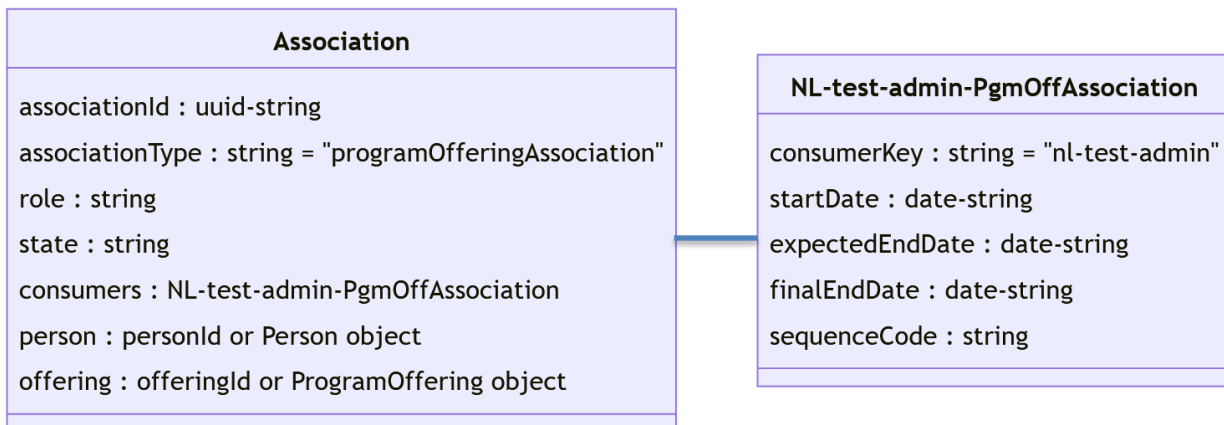 Association
associationId : uuid-string
associationType : string = "programOfferingAssociation"
role : string
state : string
consumers : NL-test-admin-PgmOffAssociation
person : personId or Person object
offering : offeringId or ProgramOffering object
NL-test-admin-PgmOffAssociation
consumerKey : string = "nl-test-admin"
startDate : date-string
expectedEndDate : date-string
finalEndDate : date-string
sequenceCode : string